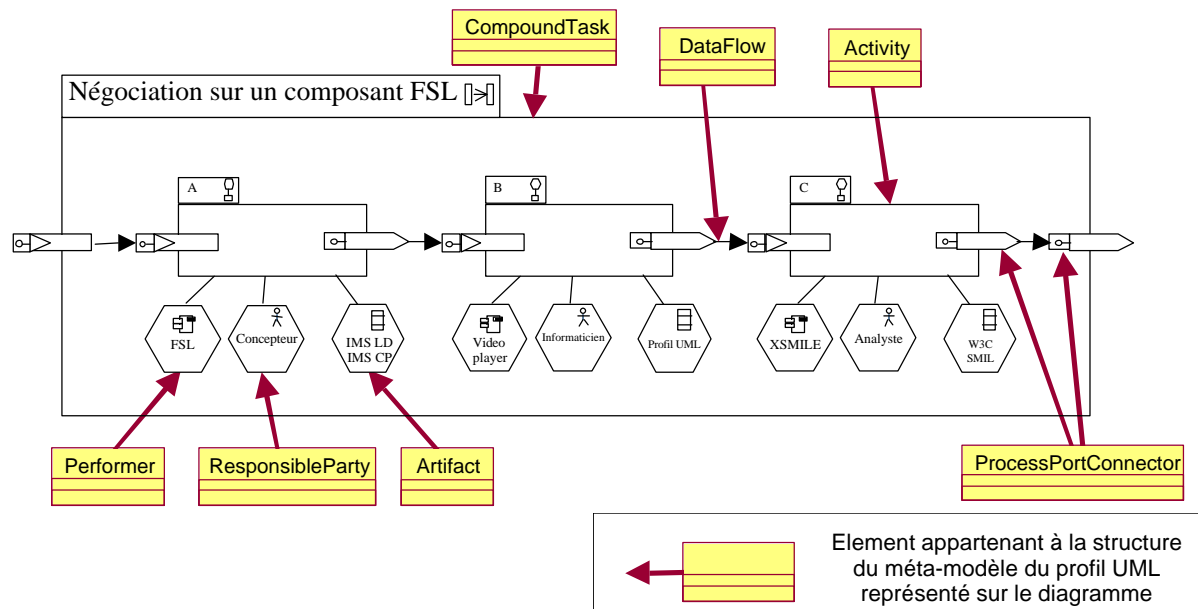 CompoundTask
DataFlow
Activity
Négociation sur un composant FSL
A
B
C
FSL
Concepteur
IMS LD
IMS CP
Video
player
Informaticien
Profil UML
XSMILE
Analyste
W3C
SMIL
Performer
ResponsibleParty
Artifact
ProcessPortConnector
Element appartenant à la structure
du méta-modèle du profil UML
représenté sur le diagramme